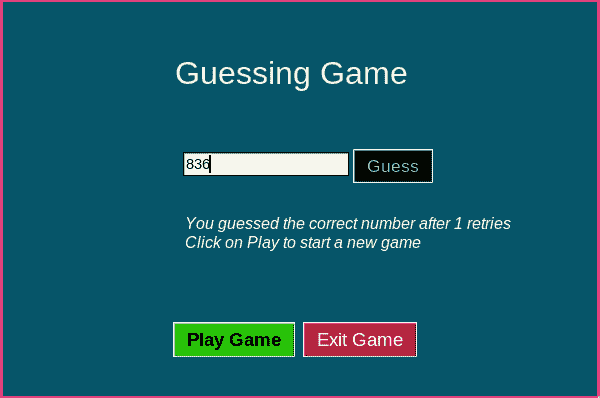 Guessing Game
836 Guess
You guessed the correct number after 1 retries
Click on Play to start a new game
Play Game Exit Game